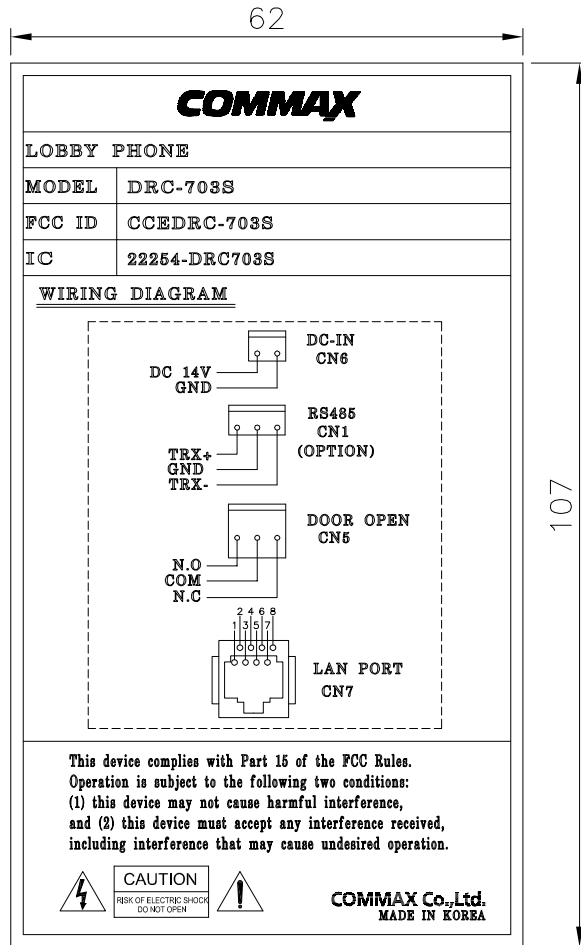 62
COMMAX
LOBBY PHONE
MODEL DRC-703S
FCC ID CCEDRC-703S
IC 22254-DRC703S
WIRING DIAGRAM
DC-IN
CN6
DC 14V
GND
RS485
CN1
(OPTION)
TRX+
GND
TRX-
DOOR OPEN
CN5
N.O
COM
N.C
2 4 6 8
1 3 5 7
LAN PORT
CN7
107
This device complies with Part 15 of the FCC Rules.
Operation is subject to the following two conditions:
(1) this device may not cause harmful interference,
and (2) this device must accept any interference received,
including interference that may cause undesired operation.
CAUTION
RISK OF ELECTRIC SHOCK
DO NOT OPEN
COMMAX Co.,Ltd.
MADE IN KOREA